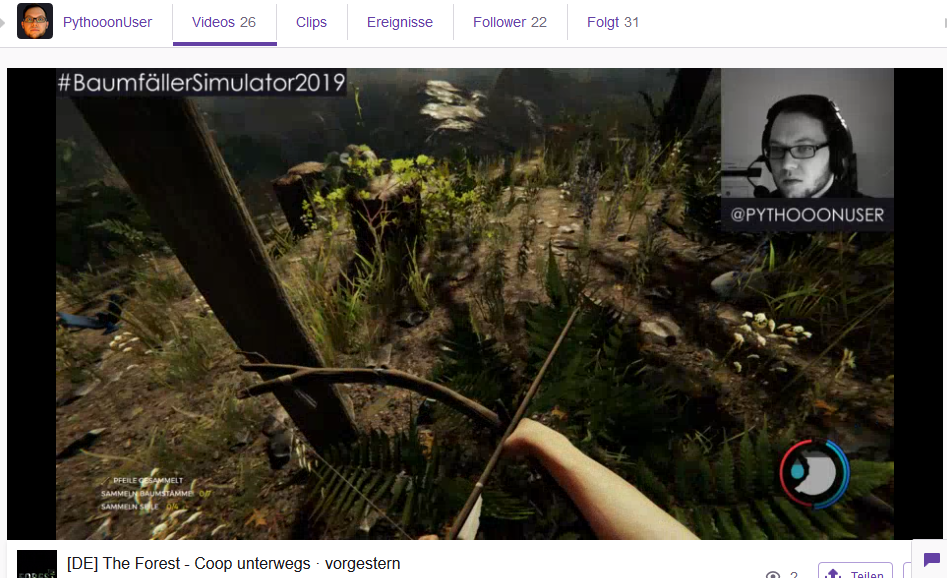 PythooonUser Videos 26 Clips Ereignisse Follower 22 Folgt 31
#BaumfällerSimulator2019
@PYTHOOONUSER
PFEILE GESAMMELT
SAMMELN BAUMSTÄMME 0/7
SAMMELN SEILE 0/4
[DE] The Forest - Coop unterwegs · vorgestern
2 Teilen